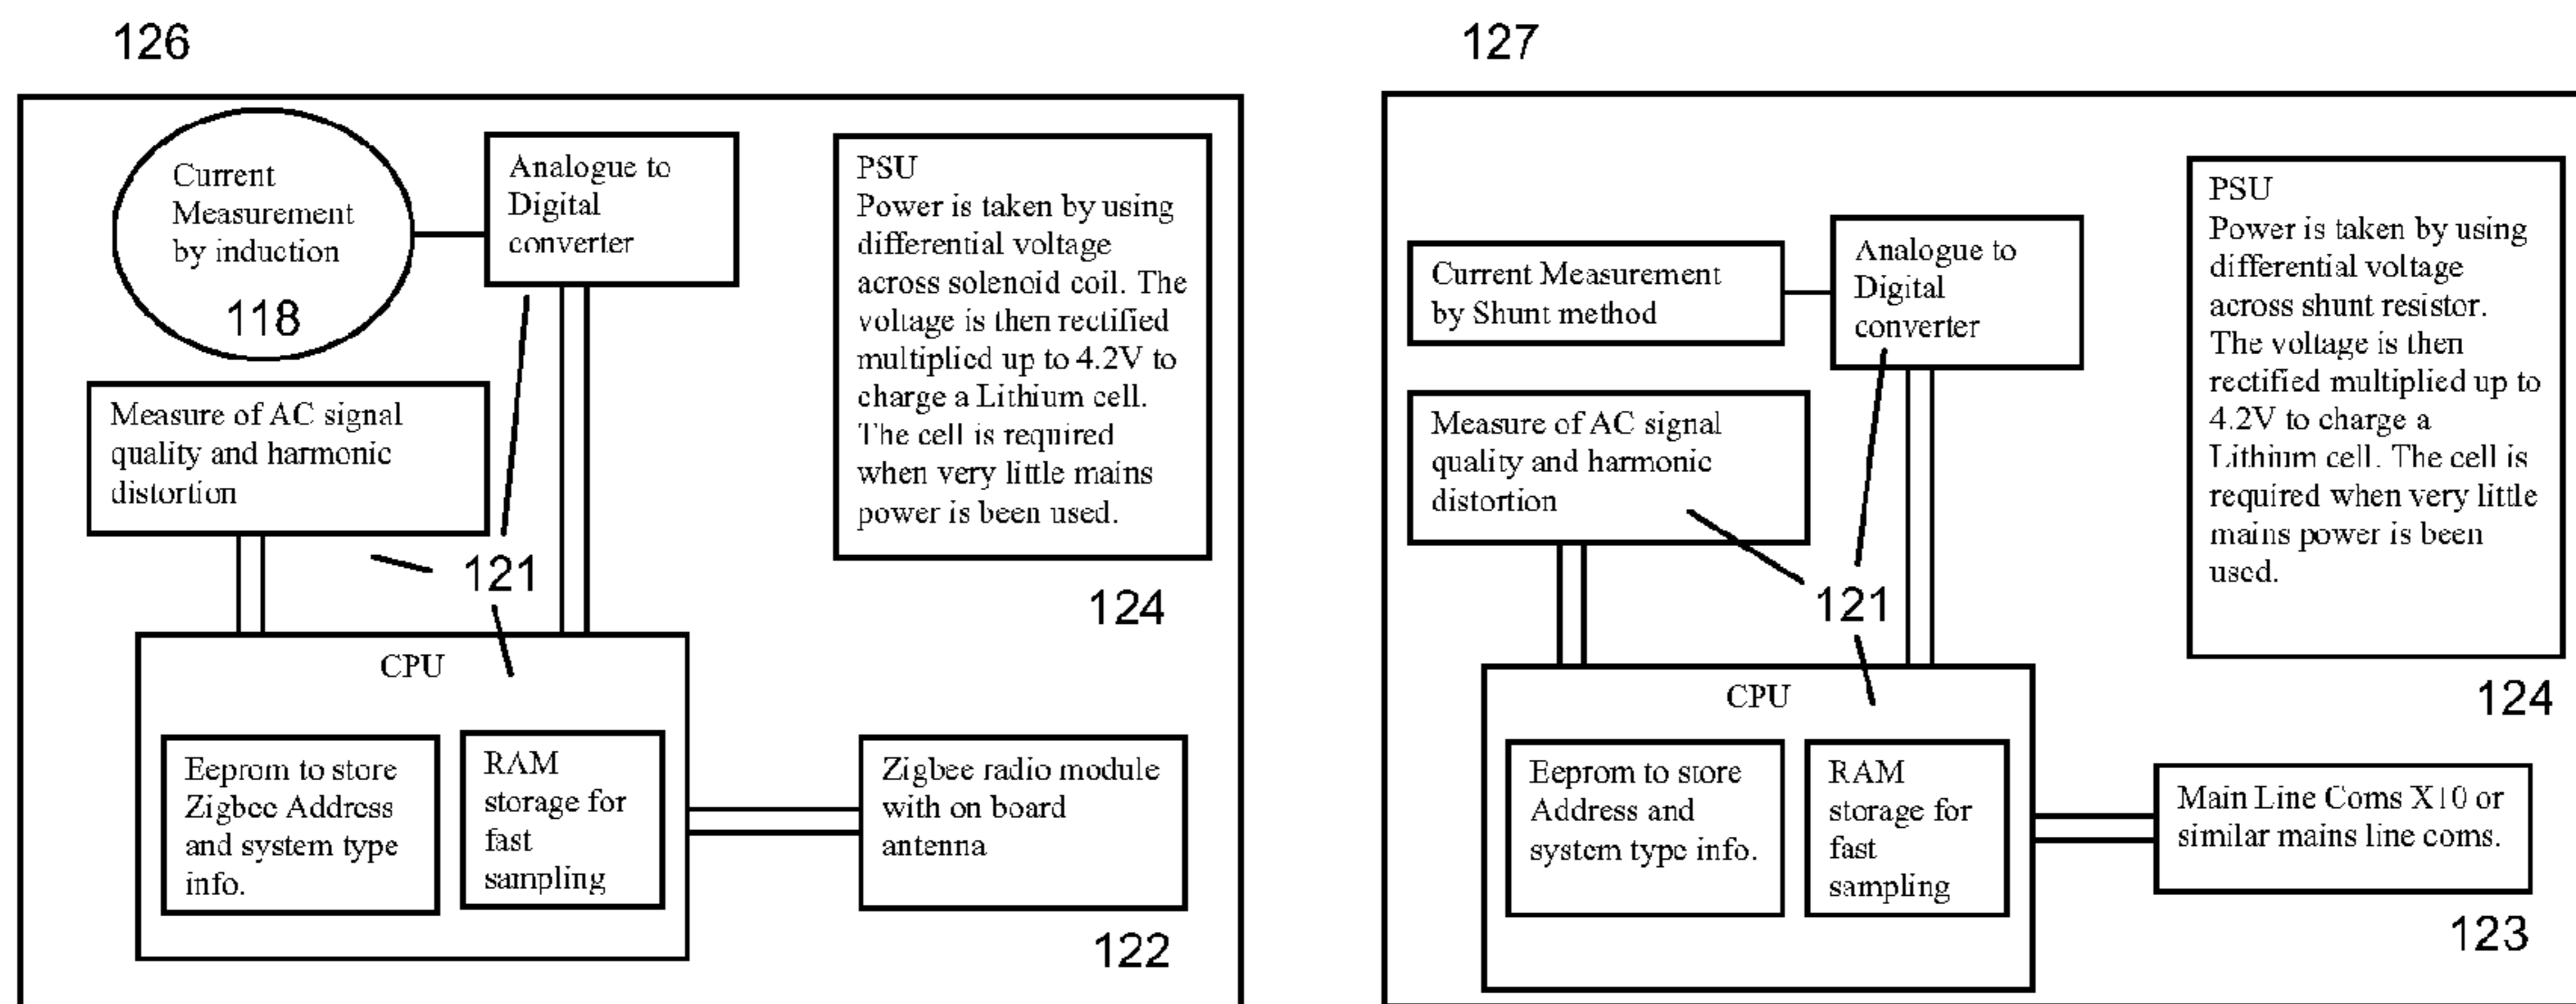 126
Current
Measurement
by induction
118
Analogue to
Digital
converter
PSU
Power is taken by using
differential voltage
across solenoid coil. The
voltage is then rectified
multiplied up to 4.2V to
charge a Lithium cell.
The cell is required
when very little mains
power is been used.
124
Measure of AC signal
quality and harmonic
distortion
121
CPU
Eeprom to store
Zigbee Address
and system type
info.
RAM
storage for
fast
sampling
Zigbee radio module
with on board
antenna
122
127
Current Measurement
by Shunt method
Analogue to
Digital
converter
PSU
Power is taken by using
differential voltage
across shunt resistor.
The voltage is then
rectified multiplied up to
4.2V to charge a
Lithium cell. The cell is
required when very little
mains power is been
used.
124
Measure of AC signal
quality and harmonic
distortion
121
CPU
Eeprom to store
Address and
system type info.
RAM
storage for
fast
sampling
Main Line Coms X10 or
similar mains line coms.
123